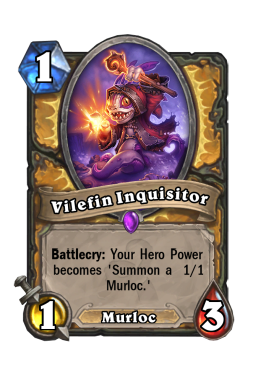 1
Vilefin Inquisitor
Battlecry: Your Hero Power
becomes 'Summon a 1/1
Murloc.'
1
Murloc
3